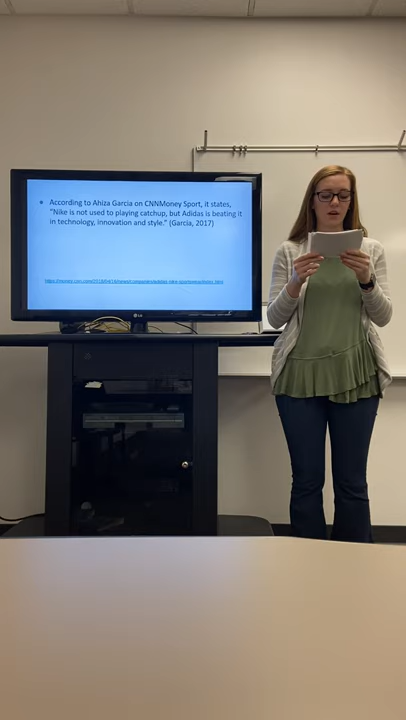 • According to Ahiza Garcia on CNNMoney Sport, it states,
"Nike is not used to playing catchup, but Adidas is beating it
in technology, innovation and style." (Garcia, 2017)
LG